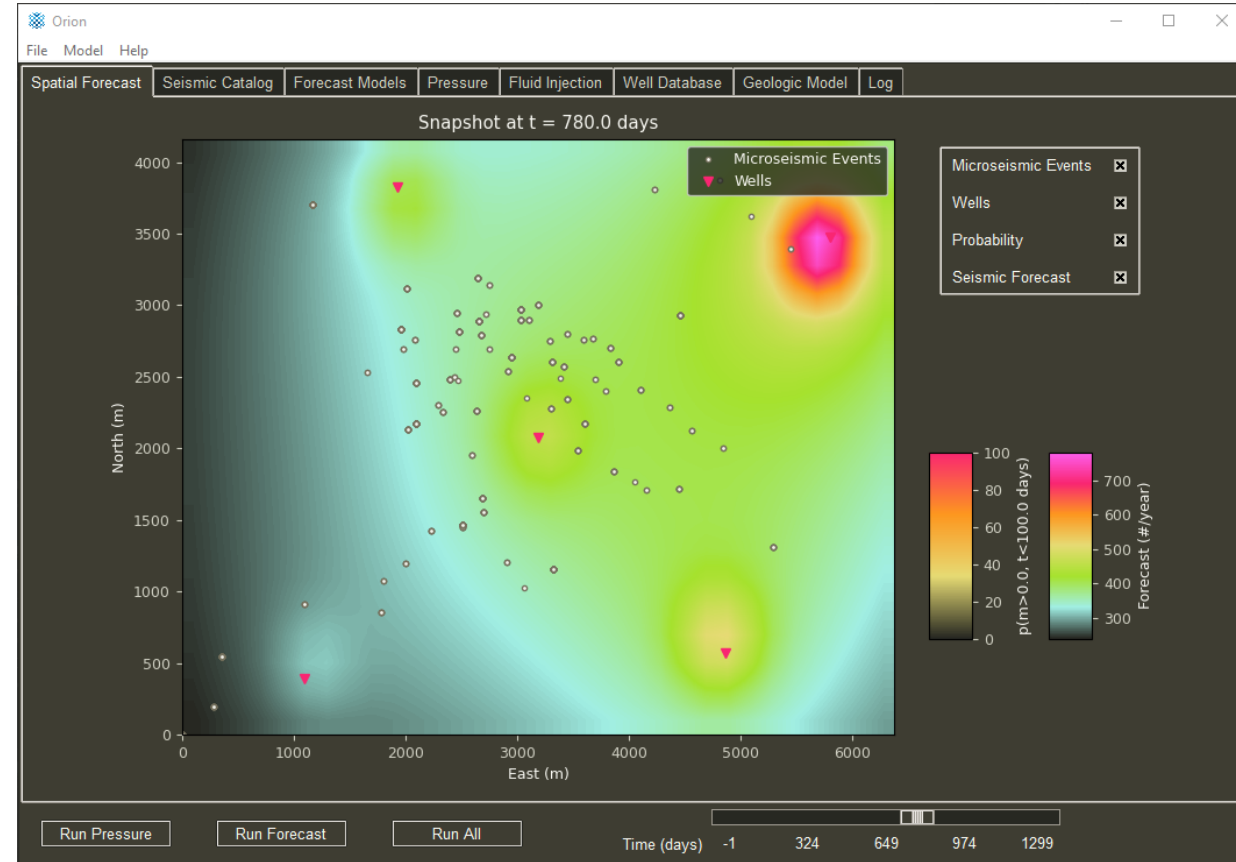 Orion
File Model Help
Spatial Forecast Seismic Catalog Forecast Models Pressure Fluid Injection Well Database Geologic Model Log
Snapshot at t = 780.0 days
Microseismic Events
Wells
4000
3500
3000
2500
2000
1500
1000
500
0
North (m)
0 1000 2000 3000 4000 5000 6000
East (m)
Microseismic Events
Wells
Probability
Seismic Forecast
100
80
60
40
20
0
p(m>0.0, t<100.0 days)
700
600
500
400
300
Forecast (#/year)
Run Pressure Run Forecast Run All
Time (days) -1 324 649 974 1299